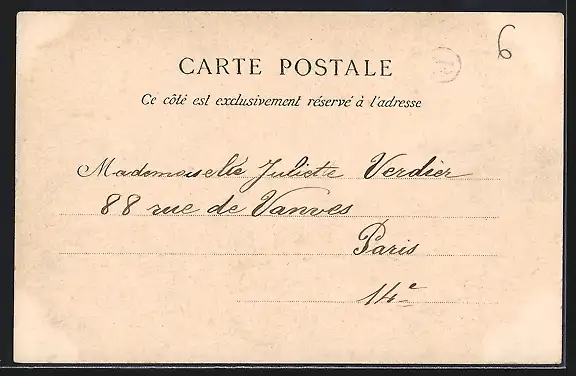 6
CARTE POSTALE
Ce côté est exclusivement réservé à l'adresse
Mademoiselle Juliette Verdier
88 rue de Vanves
Paris
14e